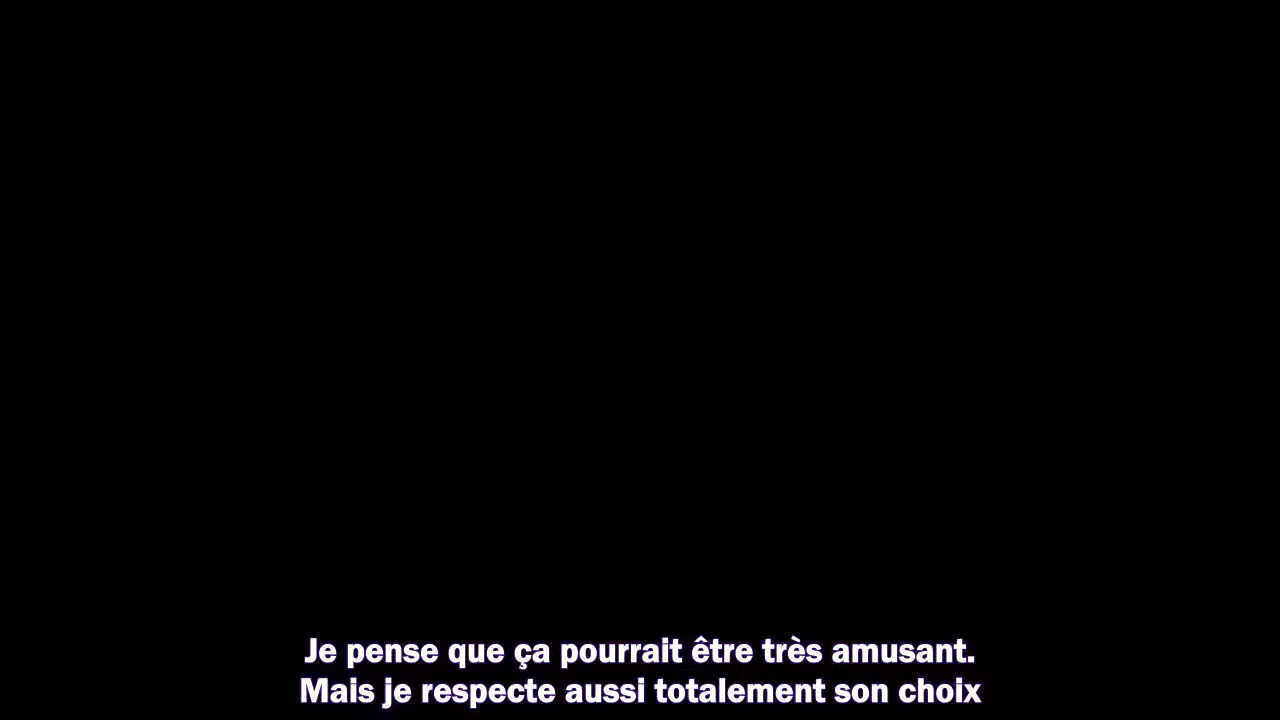 Je pense que ça pourrait être très amusant.
Mais je respecte aussi totalement son choix